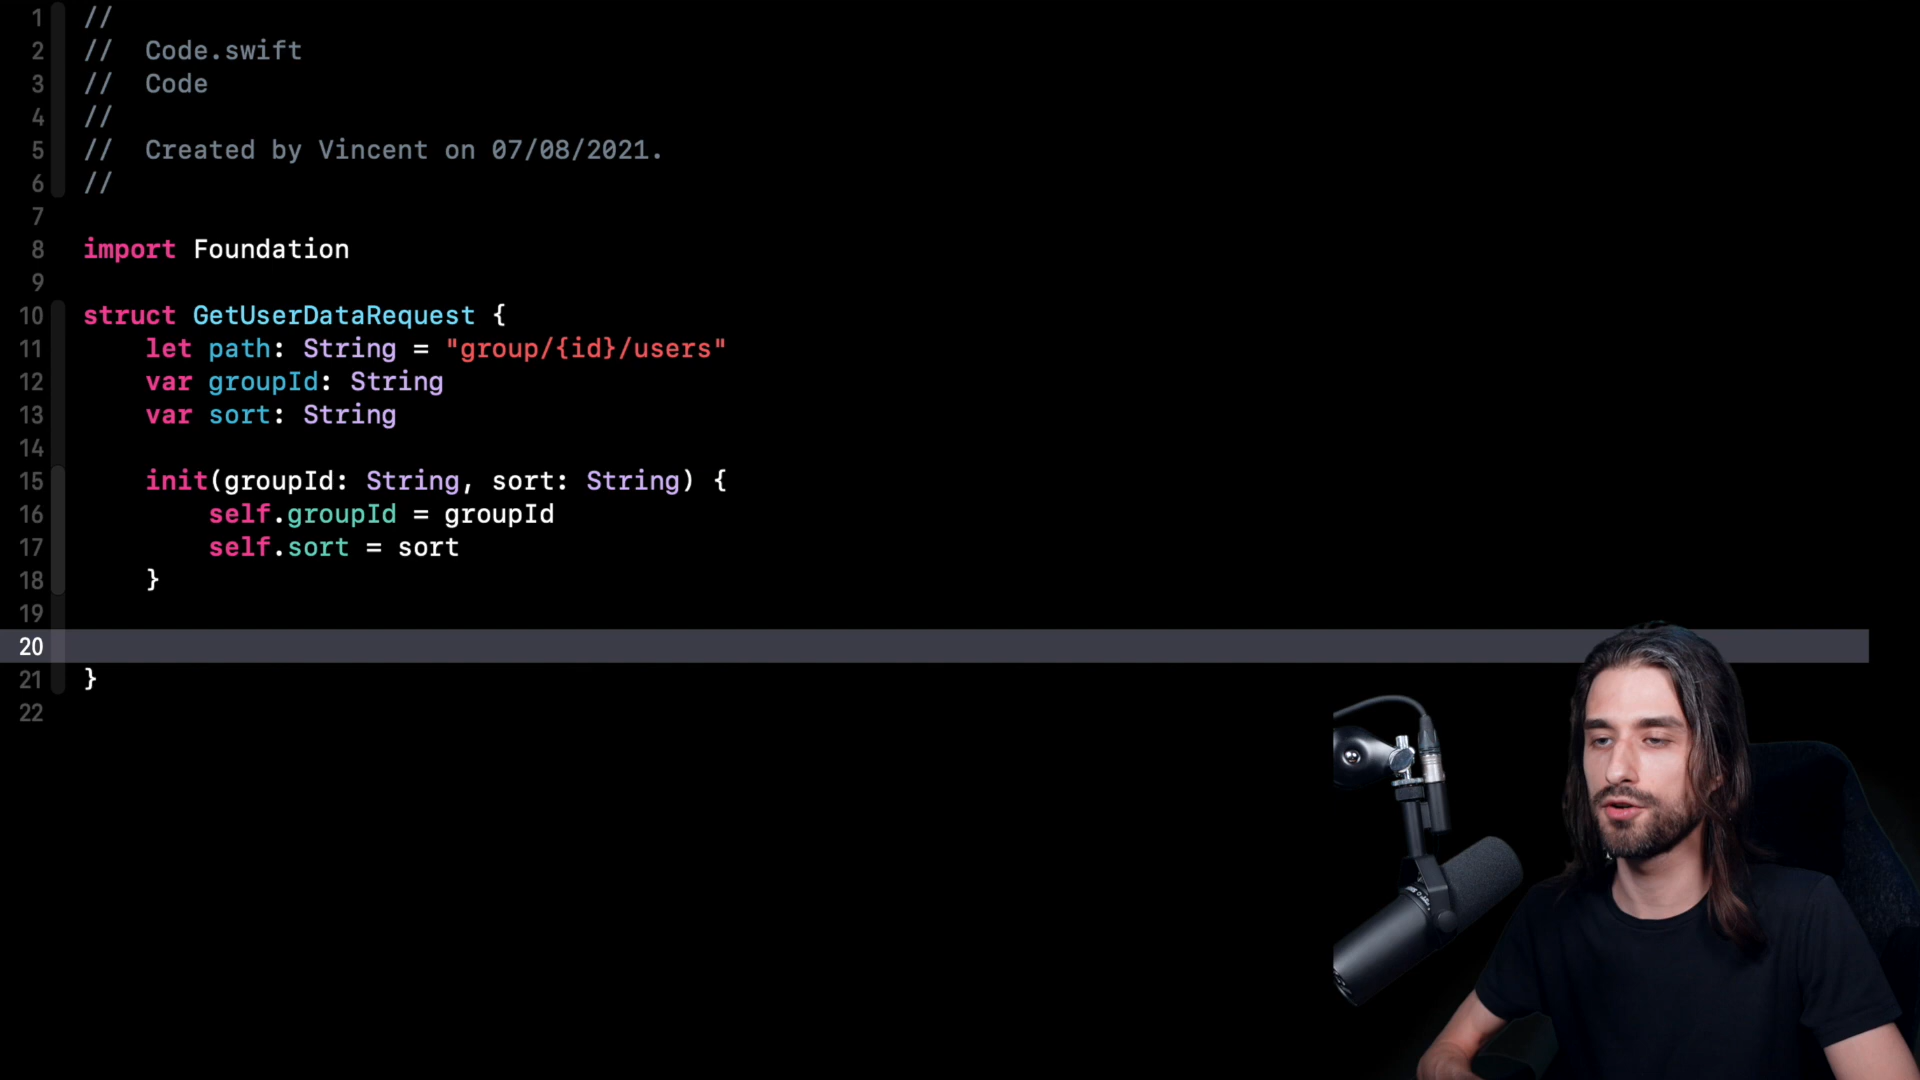 1 //
2 //  Code.swift
3 //  Code
4 //
5 //  Created by Vincent on 07/08/2021.
6 //
7
8 import Foundation
9
10 struct GetUserDataRequest {
11     let path: String = "group/{id}/users"
12     var groupId: String
13     var sort: String
14
15     init(groupId: String, sort: String) {
16         self.groupId = groupId
17         self.sort = sort
18     }
19
20
21 }
22